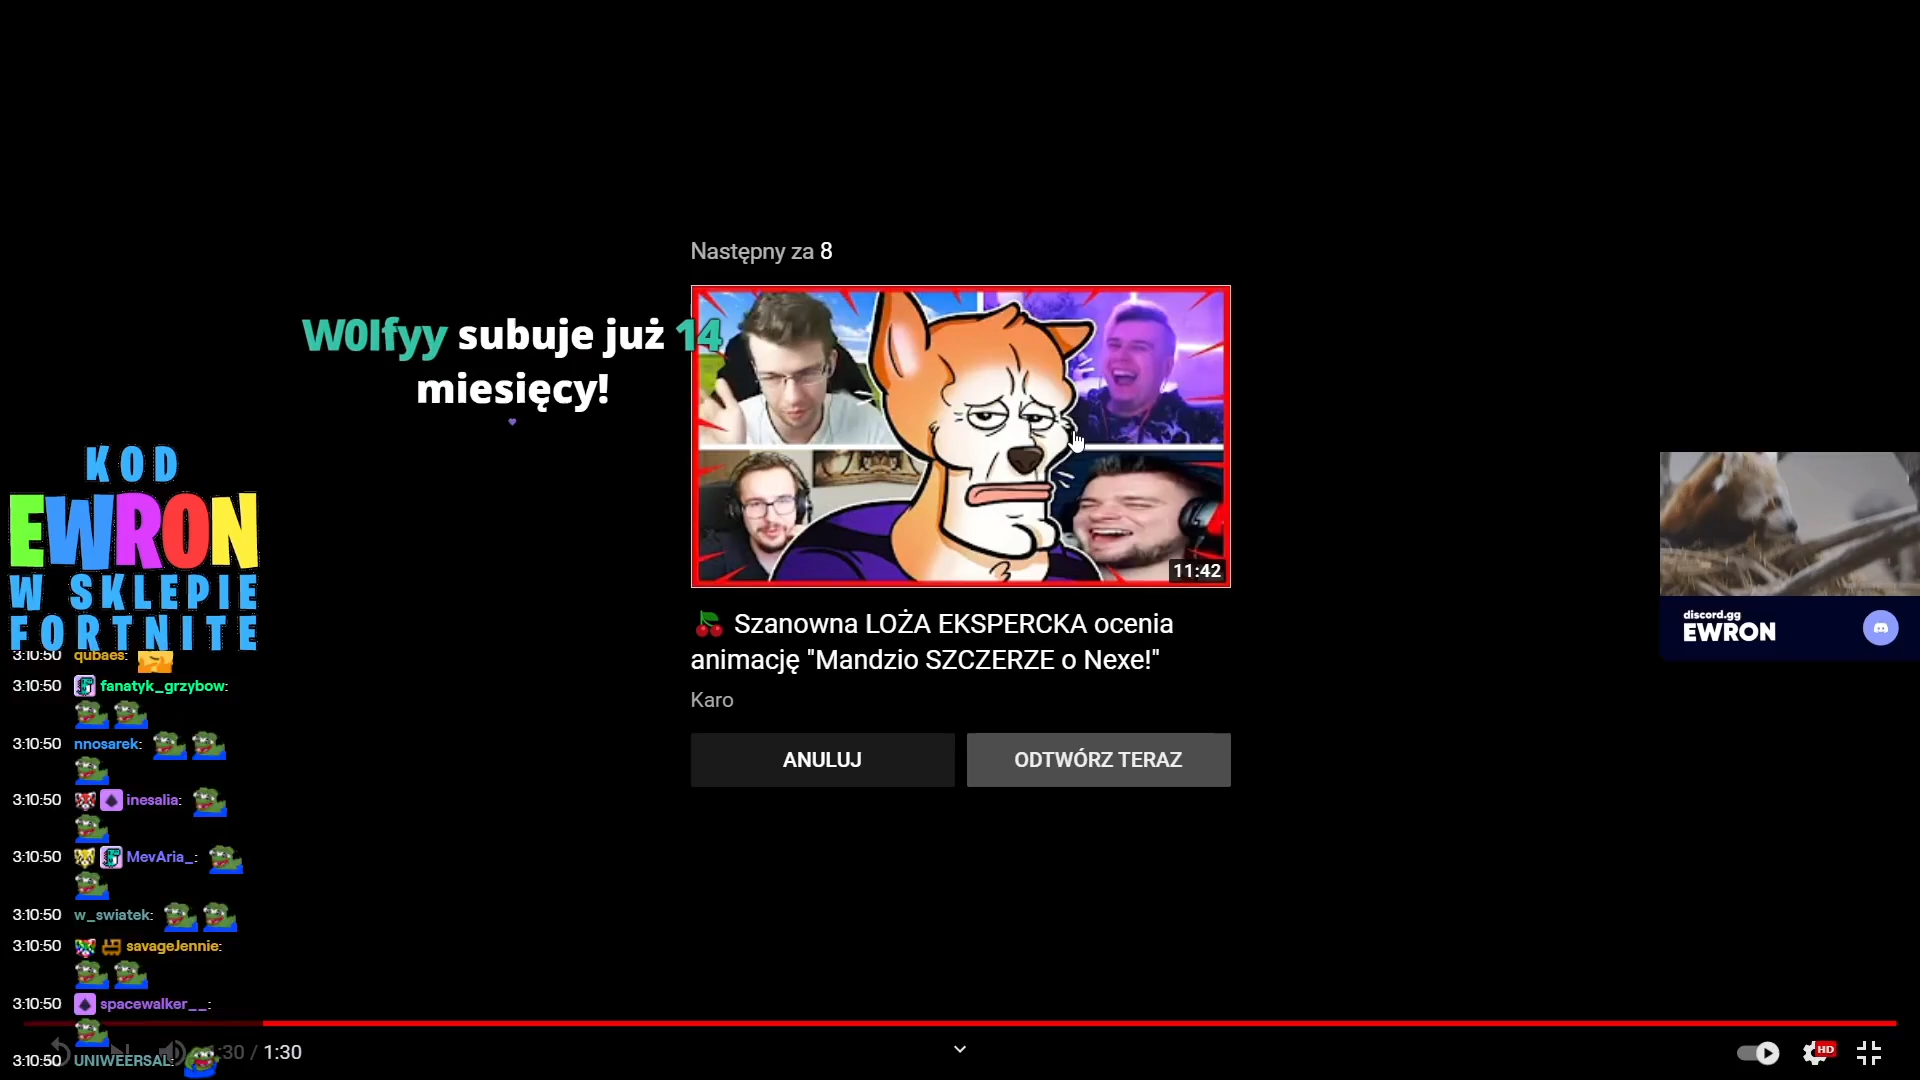 Następny za 8
W0lfyy subuje już 14
miesięcy!
11:42
Szanowna LOŻA EKSPERCKA ocenia
animację "Mandzio SZCZERZE o Nexe!"
Karo
ANULUJ
ODTWÓRZ TERAZ
KOD
EWRON
W SKLEPIE
FORTNITE
3:10:50 qubaes:
3:10:50 fanatyk_grzybow:
3:10:50 nnosarek:
3:10:50 inesalia:
3:10:50 MevAria_:
3:10:50 w_swiatek:
3:10:50 savageJennie:
3:10:50 spacewalker__:
3:10:50 UNIWEERSAL:
:30 / 1:30
discord.gg
EWRON
HD